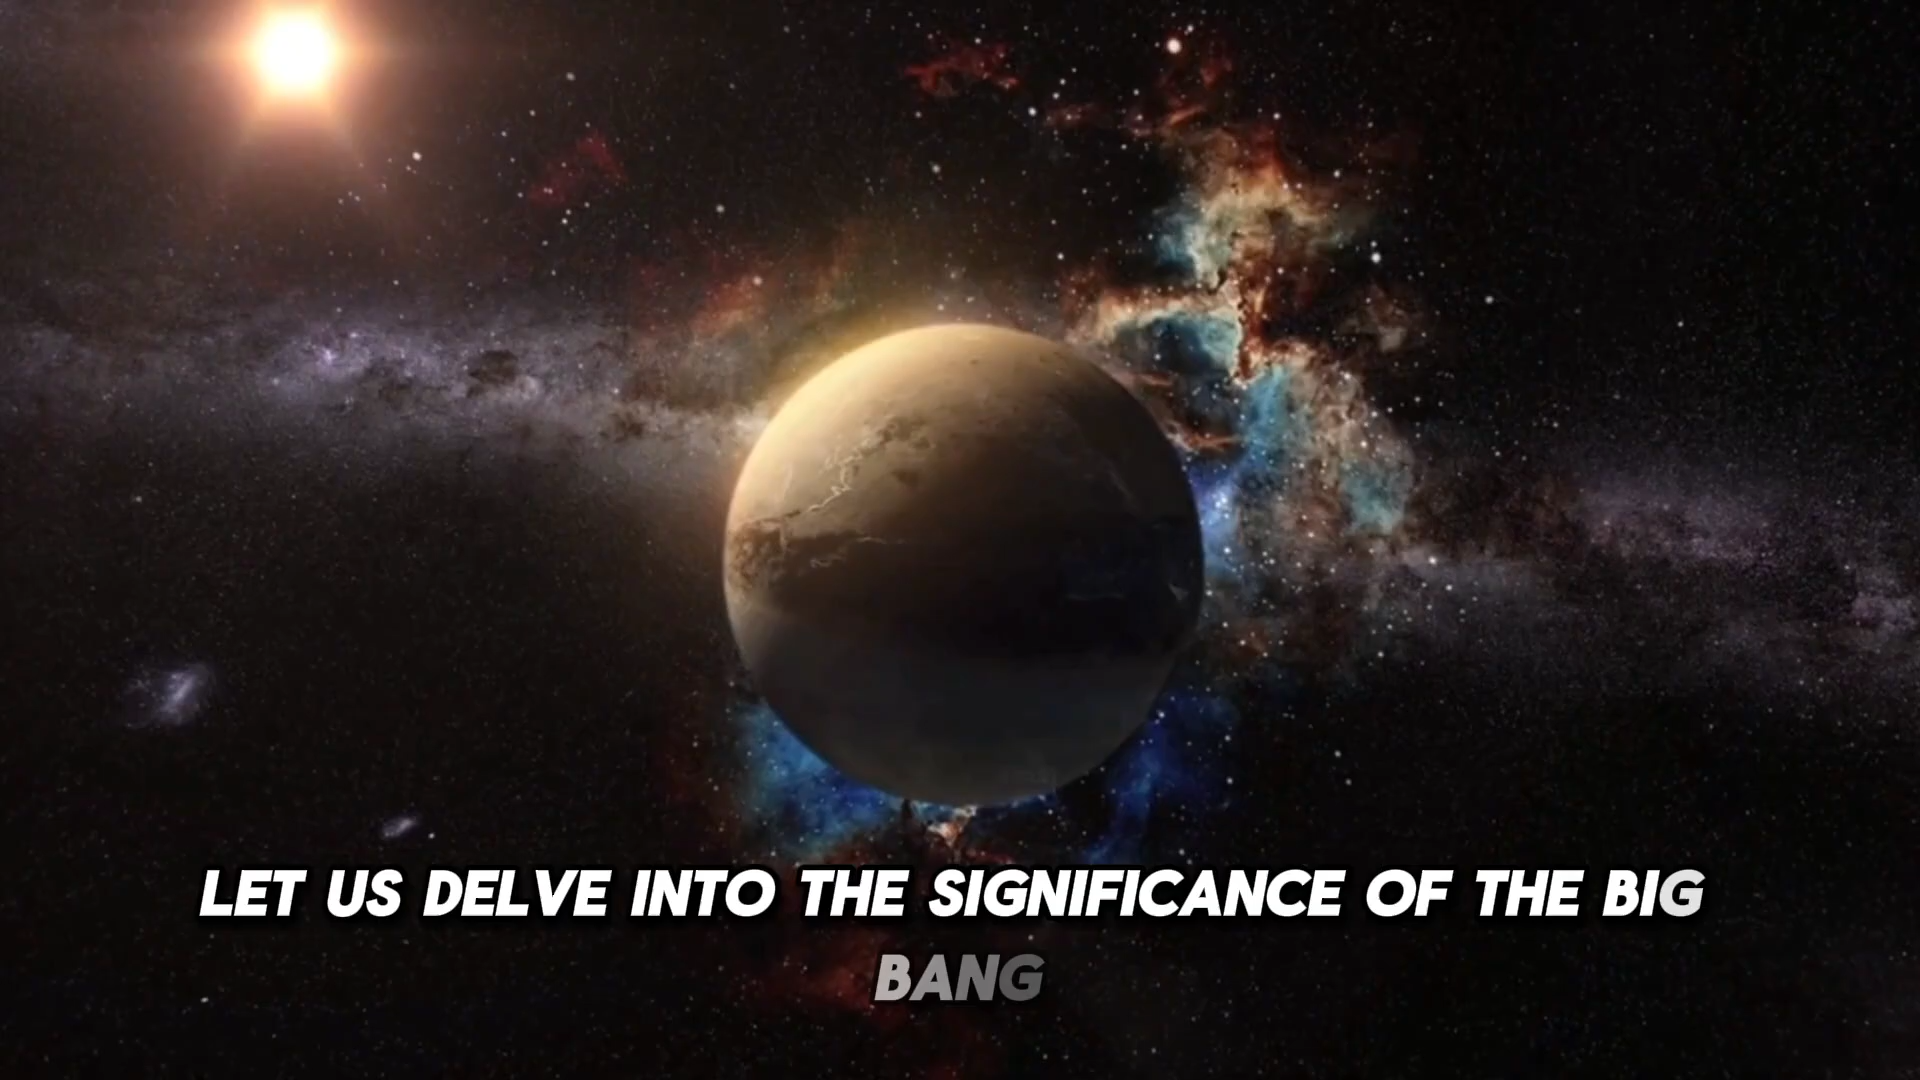 LET US DELVE INTO THE SIGNIFICANCE OF THE BIG
BANG